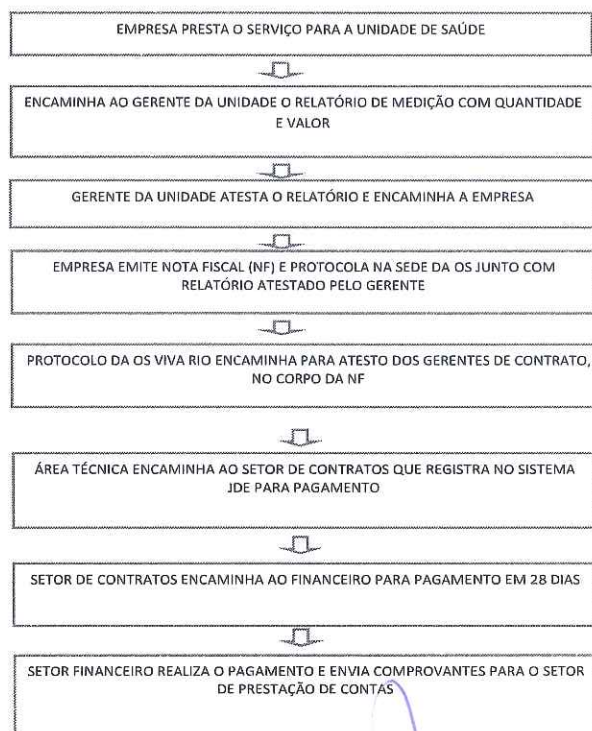 EMPRESA PRESTA O SERVIÇO PARA A UNIDADE DE SAÚDE
ENCAMINHA AO GERENTE DA UNIDADE O RELATÓRIO DE MEDIÇÃO COM QUANTIDADE
E VALOR
GERENTE DA UNIDADE ATESTA O RELATÓRIO E ENCAMINHA A EMPRESA
EMPRESA EMITE NOTA FISCAL (NF) E PROTOCOLA NA SEDE DA OS JUNTO COM
RELATÓRIO ATESTADO PELO GERENTE
PROTOCOLO DA OS VIVA RIO ENCAMINHA PARA ATESTO DOS GERENTES DE CONTRATO,
NO CORPO DA NF
ÁREA TÉCNICA ENCAMINHA AO SETOR DE CONTRATOS QUE REGISTRA NO SISTEMA
JDE PARA PAGAMENTO
SETOR DE CONTRATOS ENCAMINHA AO FINANCEIRO PARA PAGAMENTO EM 28 DIAS
SETOR FINANCEIRO REALIZA O PAGAMENTO E ENVIA COMPROVANTES PARA O SETOR
DE PRESTAÇÃO DE CONTAS